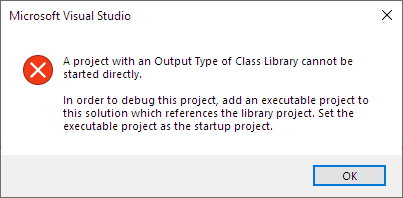 Microsoft Visual Studio
A project with an Output Type of Class Library cannot be
started directly.
In order to debug this project, add an executable project to
this solution which references the library project. Set the
executable project as the startup project.
OK